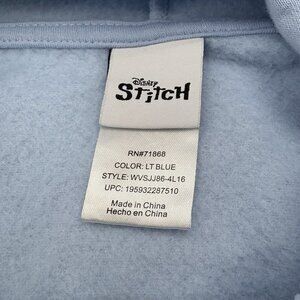 Disney
STITCH
RN#71868
COLOR: LT BLUE
STYLE: WVSJJ86-4L16
UPC: 195932287510
Made in China
Hecho en China